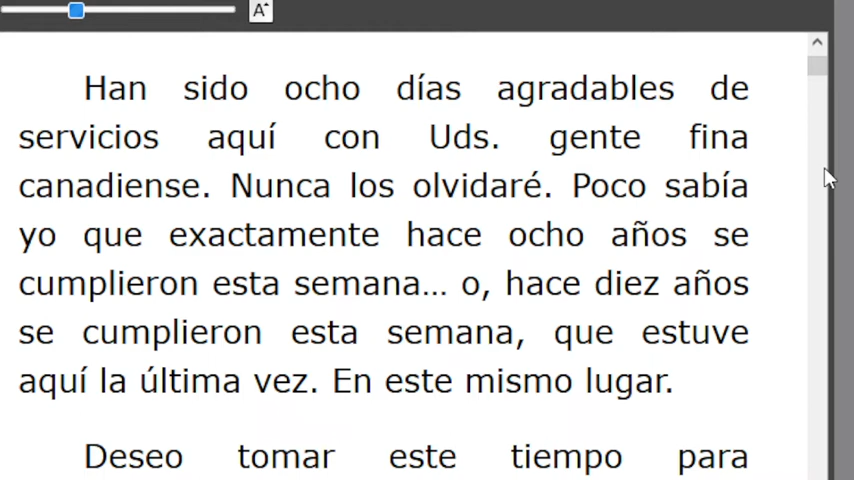 A
Han sido ocho días agradables de
servicios aquí con Uds. gente fina
canadiense. Nunca los olvidaré. Poco sabía
yo que exactamente hace ocho años se
cumplieron esta semana… o, hace diez años
se cumplieron esta semana, que estuve
aquí la última vez. En este mismo lugar.
Deseo tomar este tiempo para